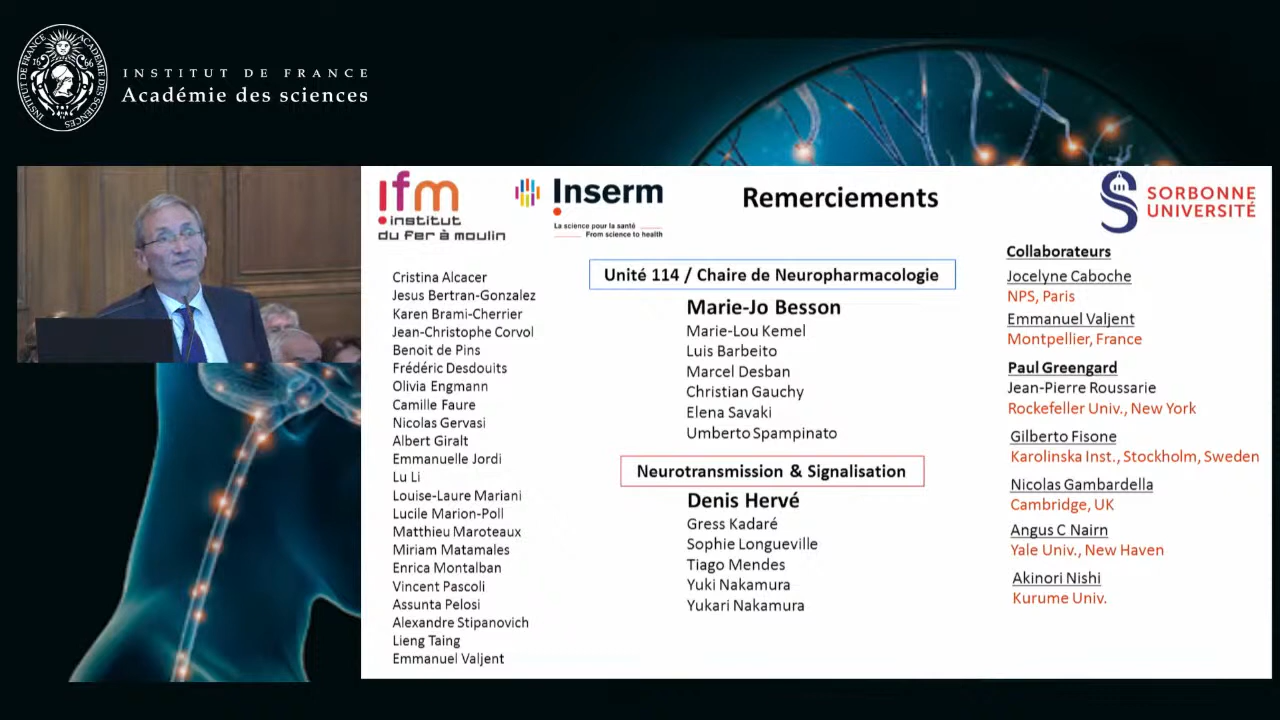 INSTITUT DE FRANCE
Académie des sciences
ifm
institut
du fer à moulin
Inserm
La science pour la santé
From science to health
Remerciements
SORBONNE
UNIVERSITÉ
Cristina Alcacer
Jesus Bertran-Gonzalez
Karen Brami-Cherrier
Jean-Christophe Corvol
Benoit de Pins
Frédéric Desdouits
Olivia Engmann
Camille Faure
Nicolas Gervasi
Albert Giralt
Emmanuelle Jordi
Lu Li
Louise-Laure Mariani
Lucile Marion-Poll
Matthieu Maroteaux
Miriam Matamales
Enrica Montalban
Vincent Pascoli
Assunta Pelosi
Alexandre Stipanovich
Lieng Taing
Emmanuel Valjent
Unité 114 / Chaire de Neuropharmacologie
Marie-Jo Besson
Marie-Lou Kemel
Luis Barbeito
Marcel Desban
Christian Gauchy
Elena Savaki
Umberto Spampinato
Neurotransmission & Signalisation
Denis Hervé
Gress Kadaré
Sophie Longueville
Tiago Mendes
Yuki Nakamura
Yukari Nakamura
Collaborateurs
Jocelyne Caboche
NPS, Paris
Emmanuel Valjent
Montpellier, France
Paul Greengard
Jean-Pierre Roussarie
Rockefeller Univ., New York
Gilberto Fisone
Karolinska Inst., Stockholm, Sweden
Nicolas Gambardella
Cambridge, UK
Angus C Nairn
Yale Univ., New Haven
Akinori Nishi
Kurume Univ.